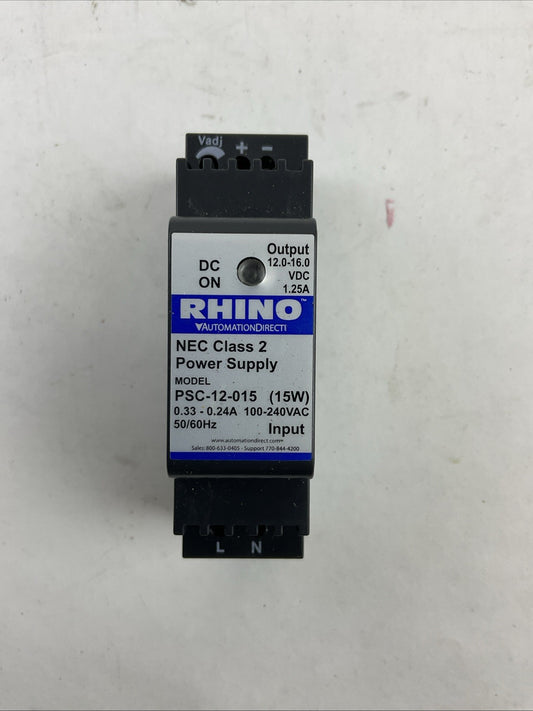 Vadj + -
Output
12.0-16.0
VDC
1.25A
DC
ON
RHINO™
AUTOMATIONDIRECT
NEC Class 2
Power Supply
MODEL
PSC-12-015 (15W)
0.33 - 0.24A 100-240VAC
50/60Hz Input
www.automationdirect.com
Sales: 800-633-0405 - Support 770-844-4200
L N